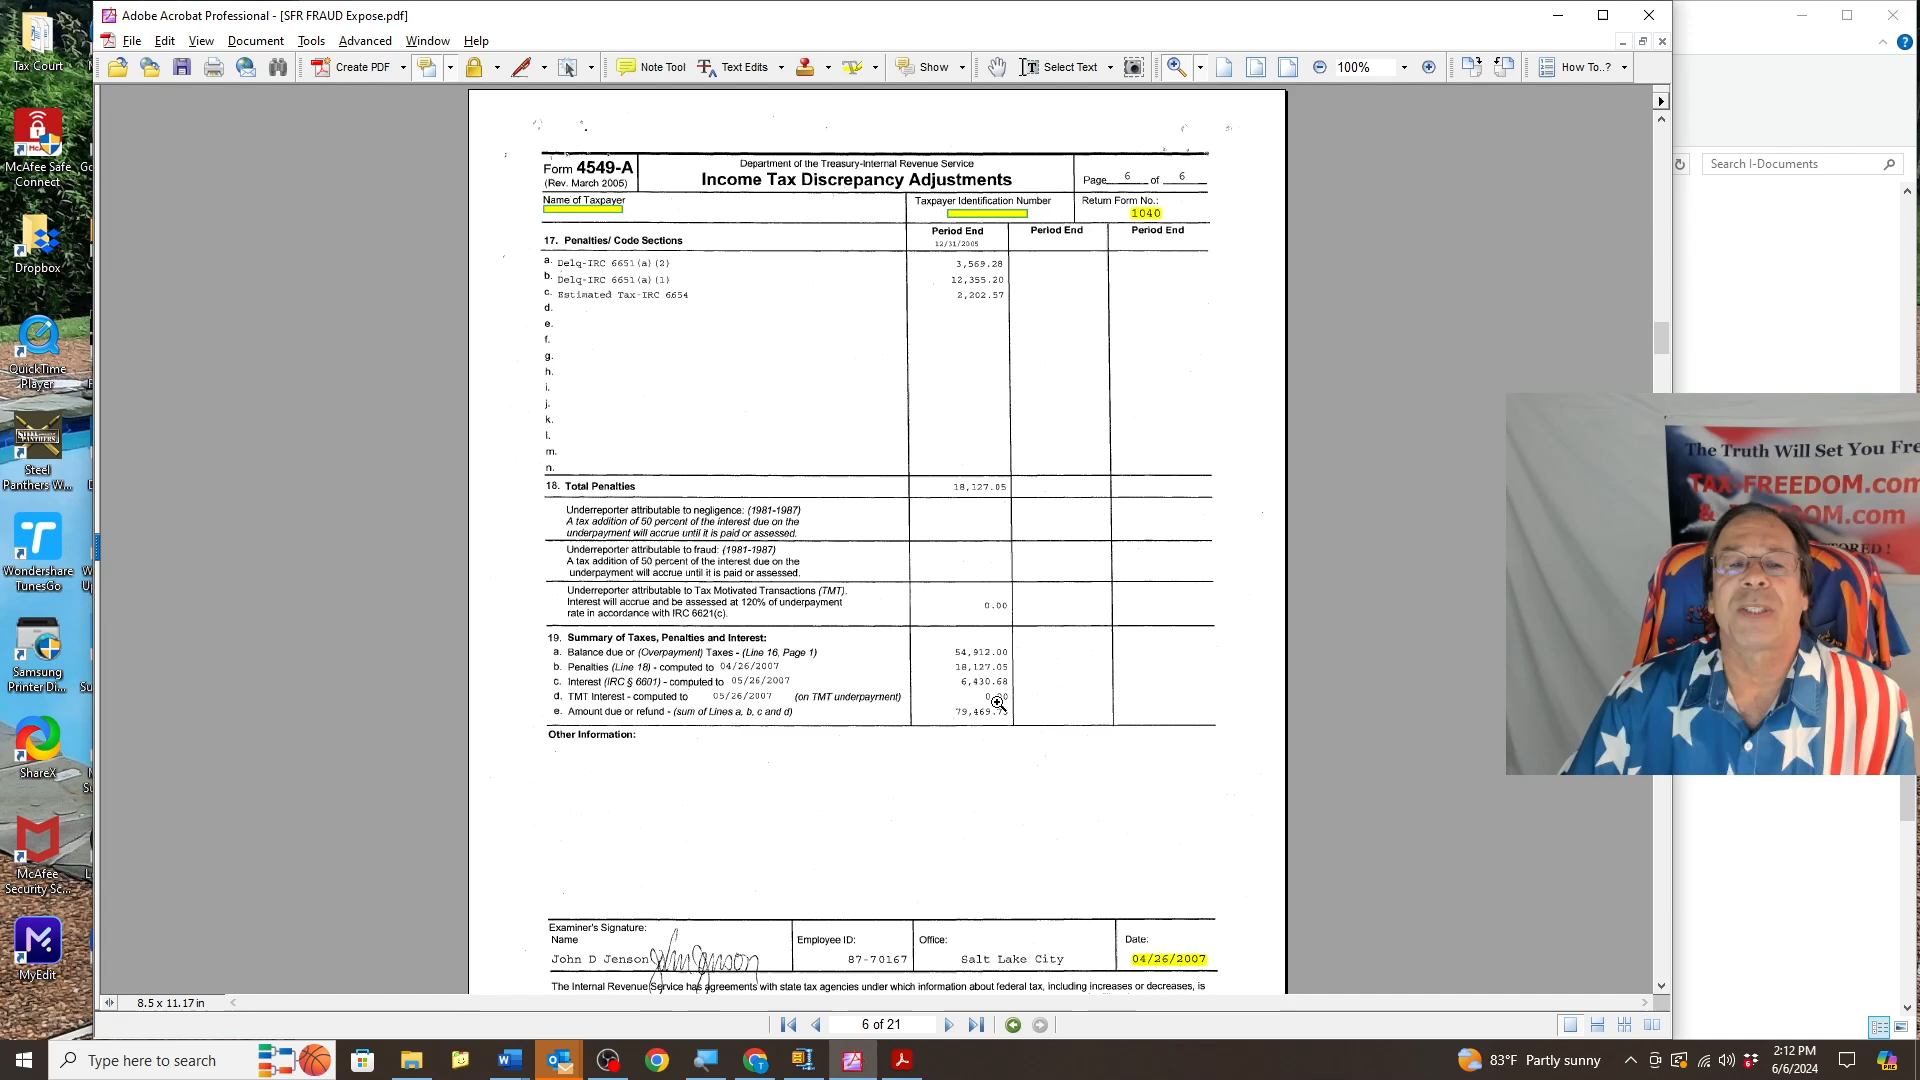 Adobe Acrobat Professional - [SFR FRAUD Expose.pdf]
File Edit View Document Tools Advanced Window Help
Create PDF Note Tool Text Edits Show Select Text 100% How To..?
Search I-Documents
Tax Court
McAfee Safe Connect
Dropbox
QuickTime Player
Steel Panthers W...
Wondershare TunesGo
Samsung Printer Di...
ShareX
McAfee Security Sc...
MyEdit
Form 4549-A
(Rev. March 2005)
Department of the Treasury-Internal Revenue Service
Income Tax Discrepancy Adjustments
Page 6 of 6
Name of Taxpayer
Taxpayer Identification Number
Return Form No.:
1040
17. Penalties/ Code Sections
Period End
12/31/2005
Period End
Period End
a. Delq-IRC 6651(a)(2) 3,569.28
b. Delq-IRC 6651(a)(1) 12,355.20
c. Estimated Tax-IRC 6654 2,202.57
d.
e.
f.
g.
h.
i.
j.
k.
l.
m.
n.
18. Total Penalties 18,127.05
Underreporter attributable to negligence: (1981-1987)
A tax addition of 50 percent of the interest due on the
underpayment will accrue until it is paid or assessed.
Underreporter attributable to fraud: (1981-1987)
A tax addition of 50 percent of the interest due on the
underpayment will accrue until it is paid or assessed.
Underreporter attributable to Tax Motivated Transactions (TMT).
Interest will accrue and be assessed at 120% of underpayment
rate in accordance with IRC 6621(c). 0.00
19. Summary of Taxes, Penalties and Interest:
a. Balance due or (Overpayment) Taxes - (Line 16, Page 1) 54,912.00
b. Penalties (Line 18) - computed to 04/26/2007 18,127.05
c. Interest (IRC § 6601) - computed to 05/26/2007 6,430.68
d. TMT Interest - computed to 05/26/2007 (on TMT underpayment)
e. Amount due or refund - (sum of Lines a, b, c and d) 79,469.73
Other Information:
Examiner's Signature:
Name
John D Jenson
Employee ID:
87-70167
Office:
Salt Lake City
Date:
04/26/2007
The Internal Revenue Service has agreements with state tax agencies under which information about federal tax, including increases or decreases, is
8.5 x 11.17 in
6 of 21
The Truth Will Set You Fre
TAX-FREEDOM.com
Type here to search
83°F Partly sunny
2:12 PM
6/6/2024